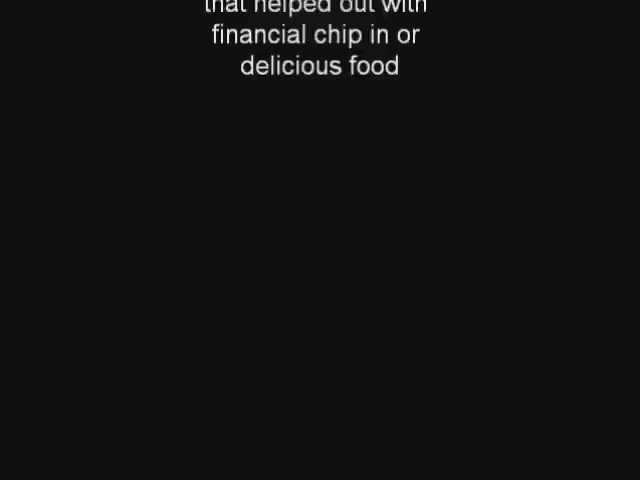 that helped out with
financial chip in or
delicious food